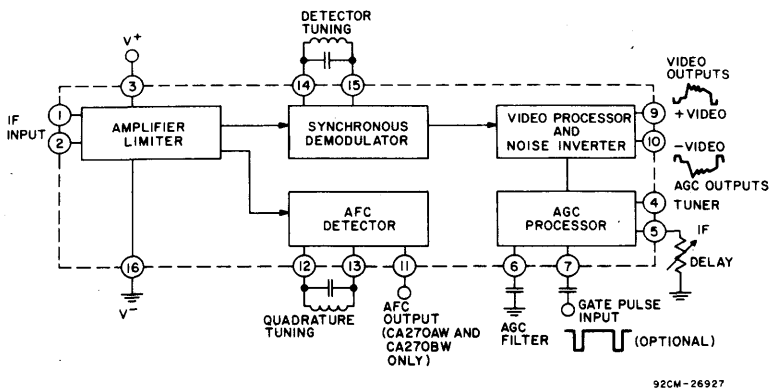 DETECTOR
TUNING
V+
14
15
3
VIDEO
OUTPUTS
IF
INPUT
1
2
AMPLIFIER
LIMITER
SYNCHRONOUS
DEMODULATOR
VIDEO PROCESSOR
AND
NOISE INVERTER
9
+VIDEO
10
-VIDEO
AGC OUTPUTS
AFC
DETECTOR
AGC
PROCESSOR
4
TUNER
5
IF
DELAY
16
V-
12
13
11
6
7
QUADRATURE
TUNING
AFC
OUTPUT
(CA270AW AND
CA270BW
ONLY)
AGC
FILTER
GATE PULSE
INPUT
(OPTIONAL)
92CM-26927